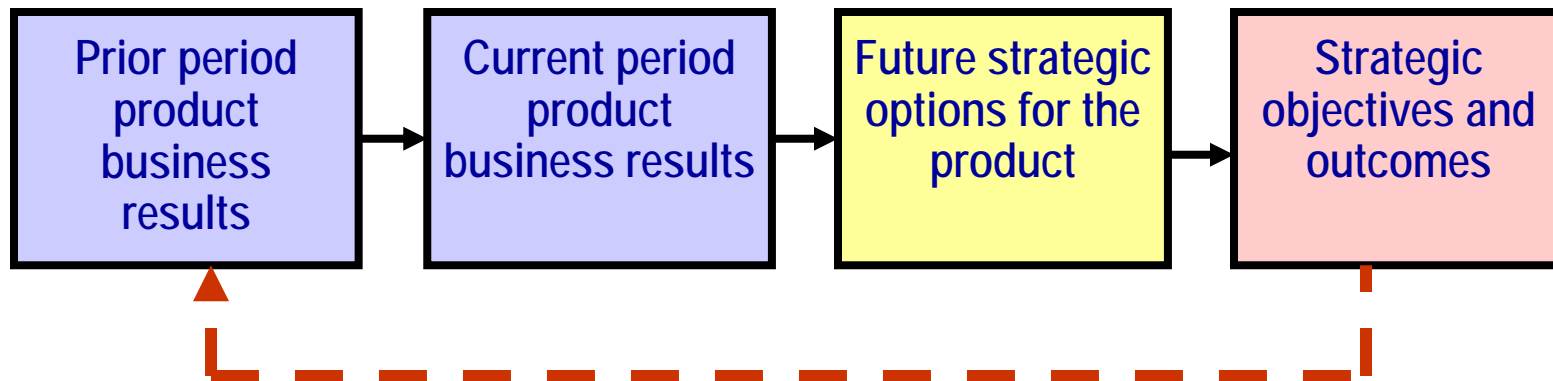 Prior period
product
business
results
Current period
product
business results
Future strategic
options for the
product
Strategic
objectives and
outcomes